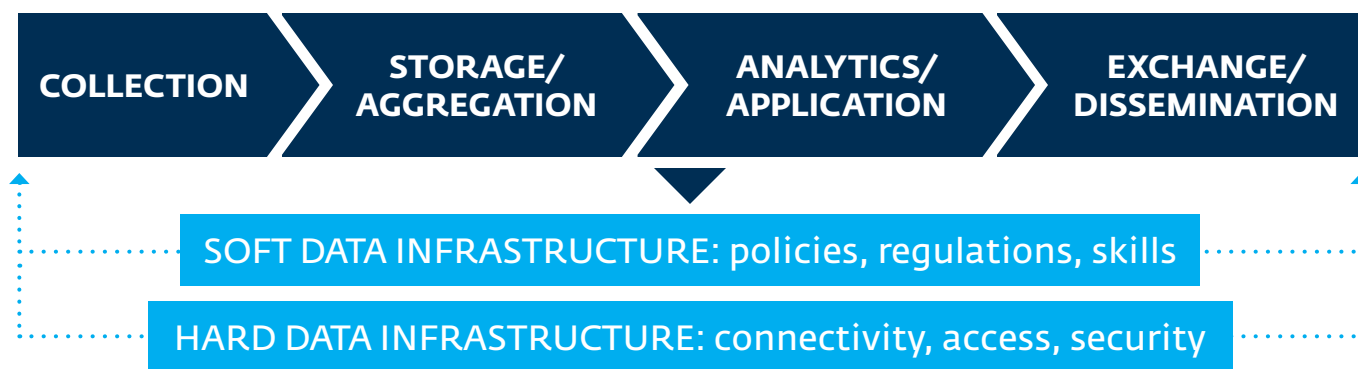 COLLECTION
STORAGE/
AGGREGATION
ANALYTICS/
APPLICATION
EXCHANGE/
DISSEMINATION
SOFT DATA INFRASTRUCTURE: policies, regulations, skills
HARD DATA INFRASTRUCTURE: connectivity, access, security